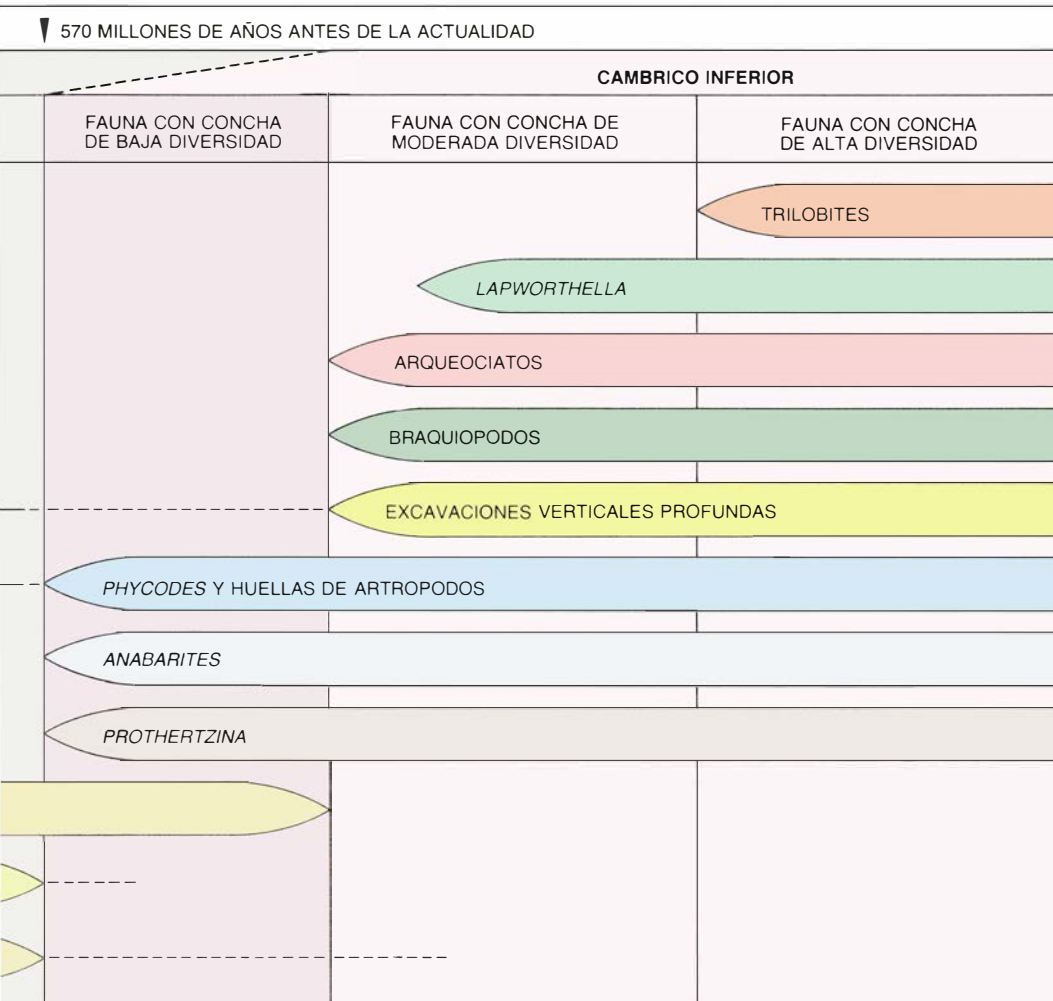 570 MILLONES DE AÑOS ANTES DE LA ACTUALIDAD
CAMBRICO INFERIOR
FAUNA CON CONCHA
DE BAJA DIVERSIDAD
FAUNA CON CONCHA DE
MODERADA DIVERSIDAD
FAUNA CON CONCHA
DE ALTA DIVERSIDAD
TRILOBITES
LAPWORTHELLA
ARQUEOCIATOS
BRAQUIOPODOS
EXCAVACIONES VERTICALES PROFUNDAS
PHYCODES Y HUELLAS DE ARTROPODOS
ANABARITES
PROTHERTZINA